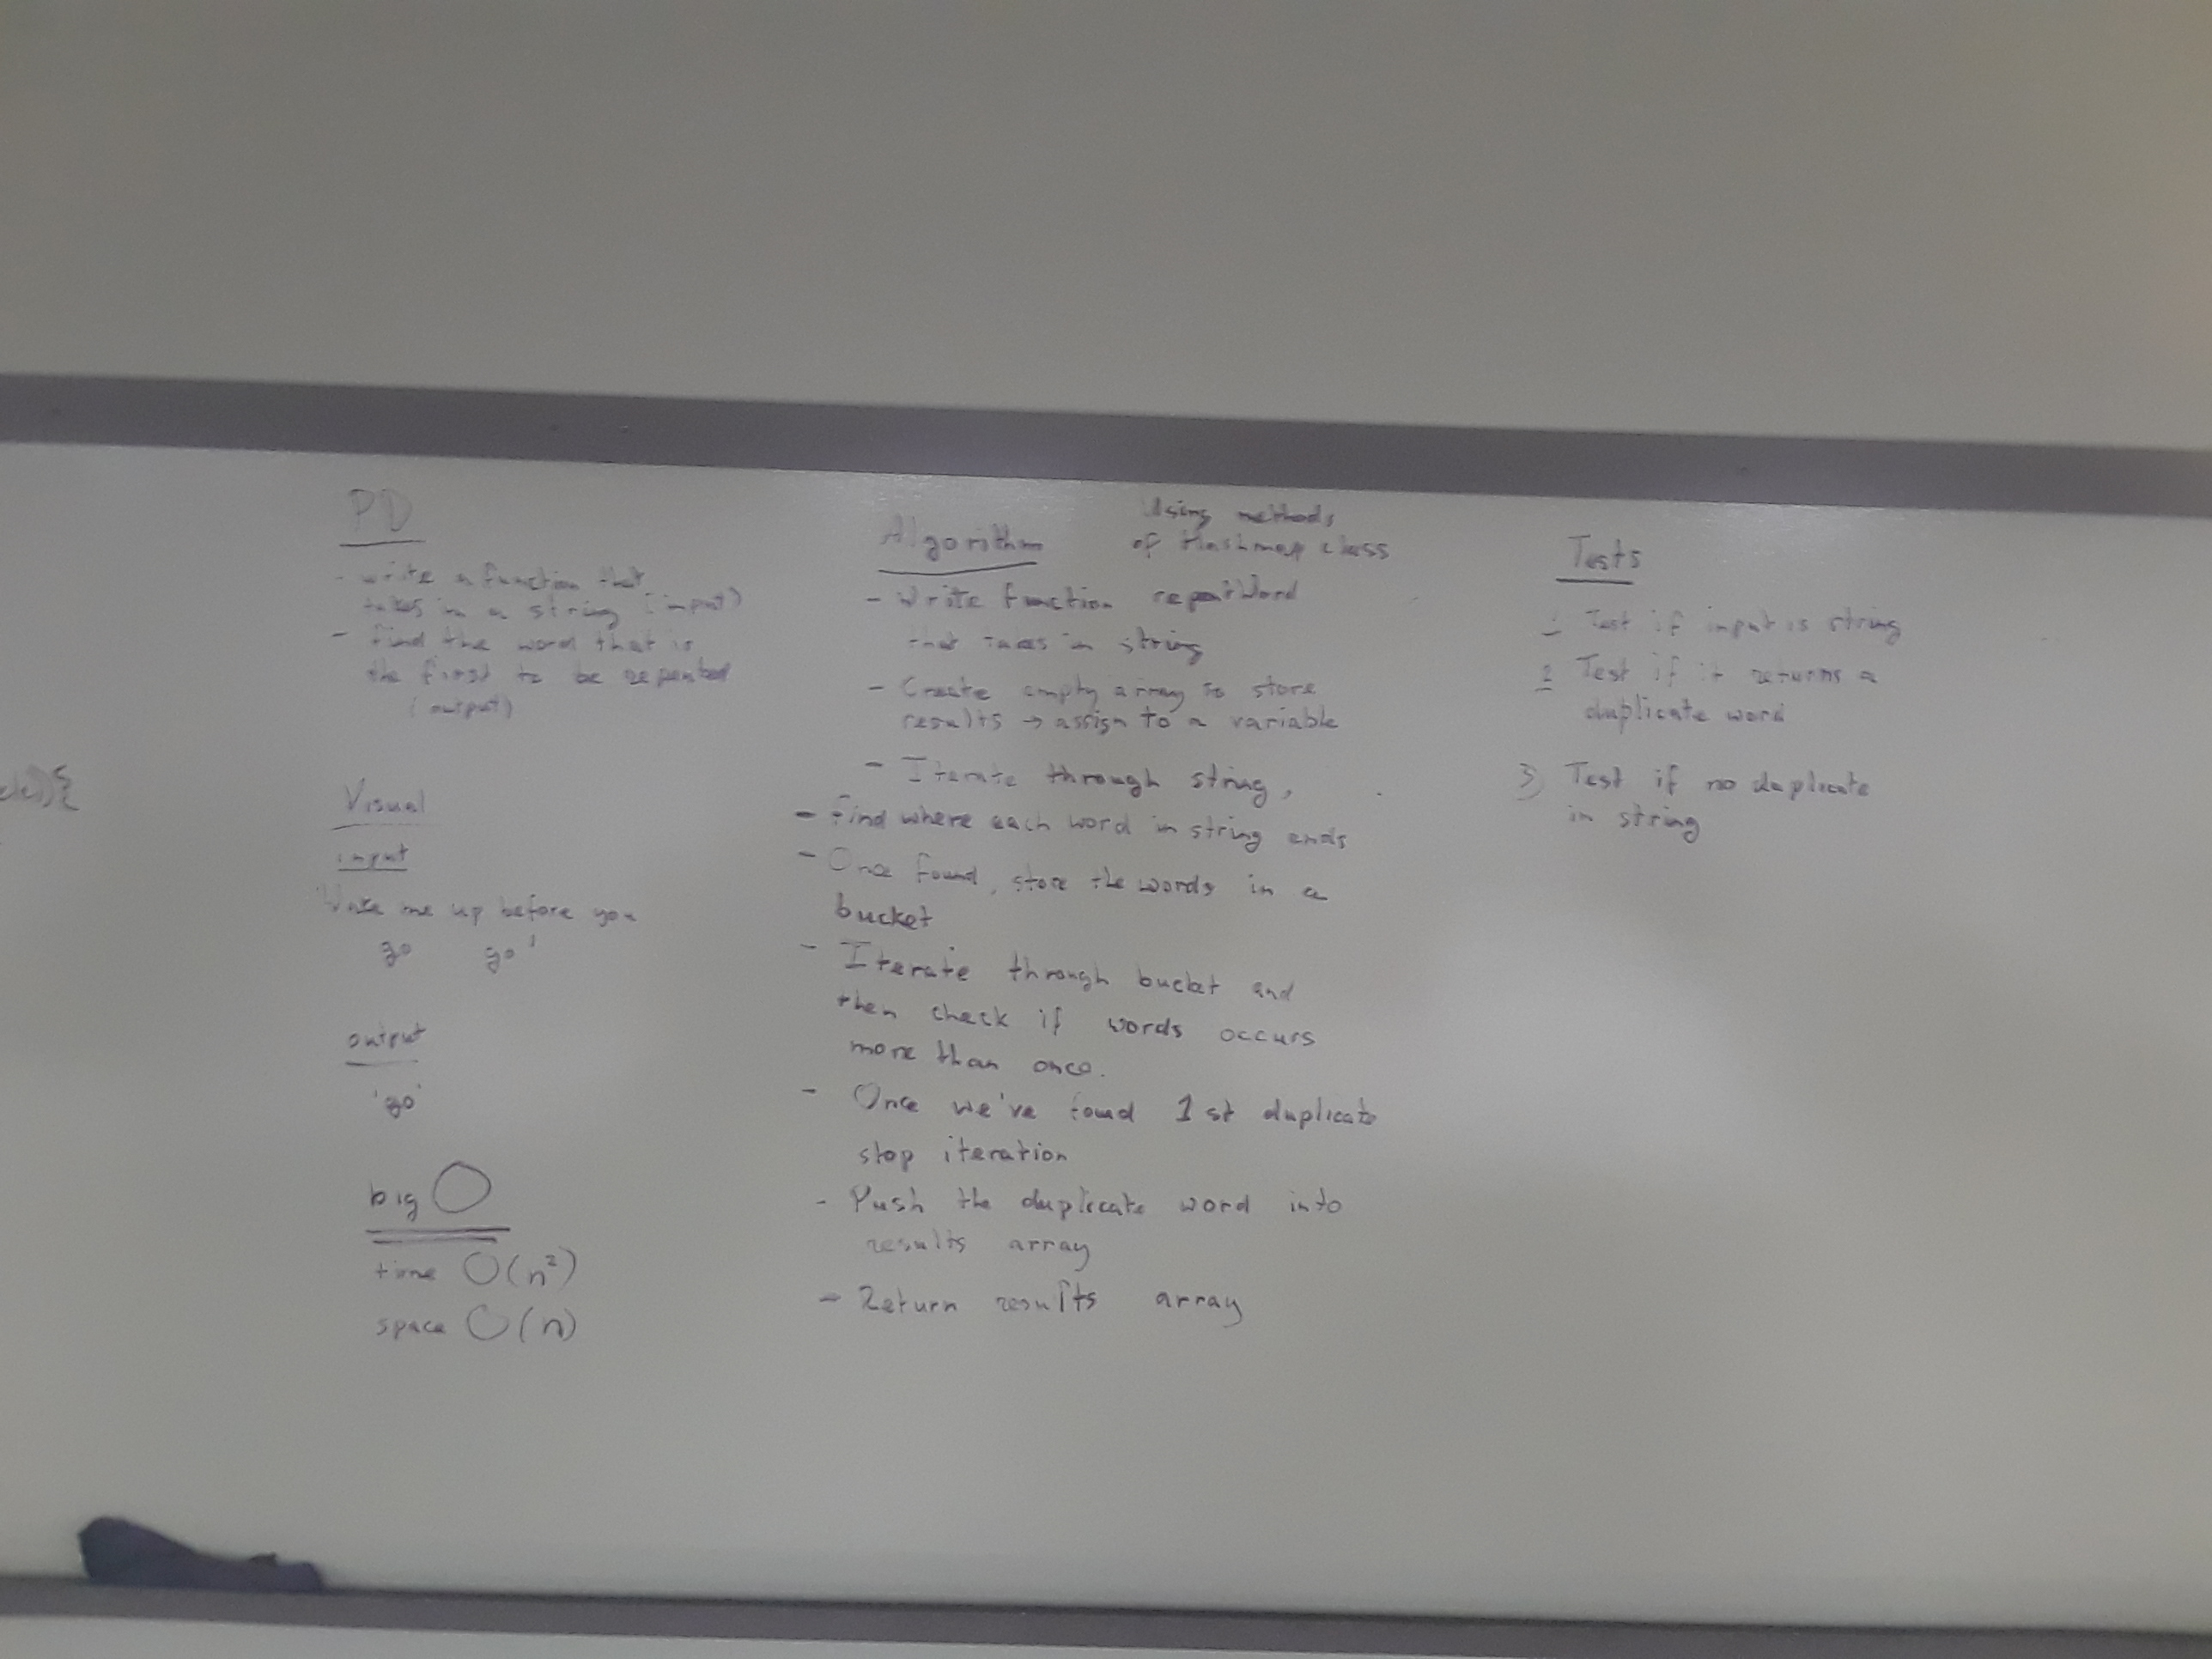 PD
- write a function that
takes in a string (input)
- find the word that is
the first to be repeated
(output)
Visual
input
'Wake me up before you
go go'
output
'go'
big O
time O(n²)
space O(n)
Algorithm
Using methods
of Hashmap class
- Write function repeatWord
that takes in string
- Create empty array to store
results → assign to a variable
- Iterate through string,
- find where each word in string ends
- Once found, store the words in a
bucket
- Iterate through bucket and
then check if words occurs
more than once.
- Once we've found 1st duplicate
stop iteration
- Push the duplicate word into
results array
- Return results array
Tests
1 Test if input is string
2 Test if it returns a
duplicate word
3) Test if no duplicate
in string